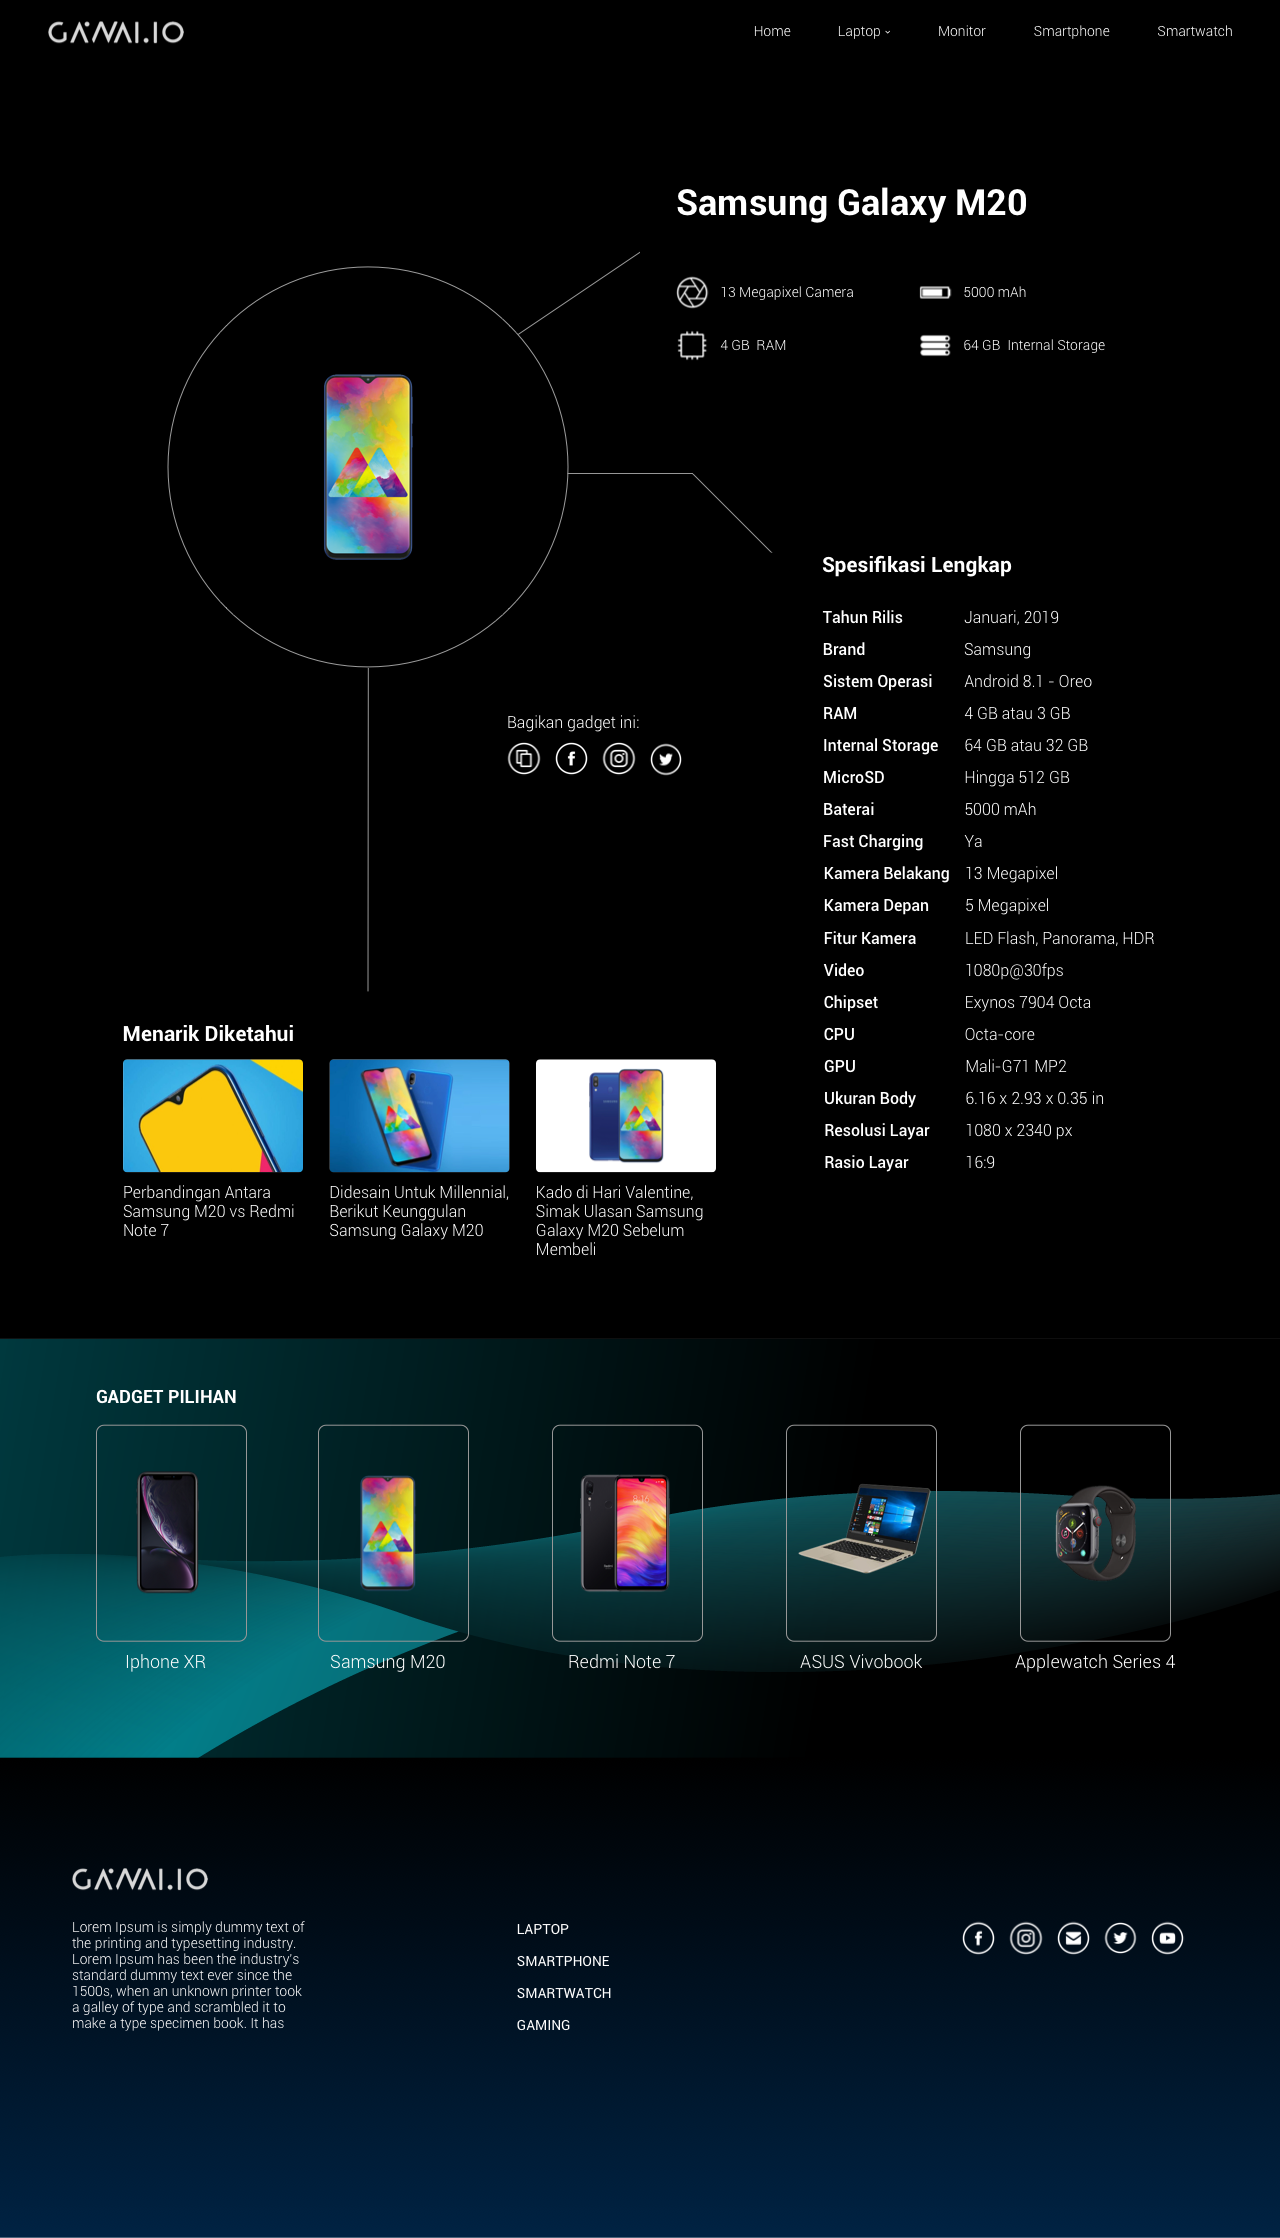 GAWAI.IO
Home Laptop Monitor Smartphone Smartwatch
Samsung Galaxy M20
13 Megapixel Camera 5000 mAh
4 GB RAM 64 GB Internal Storage
Spesifikasi Lengkap
Tahun Rilis Januari, 2019
Brand Samsung
Sistem Operasi Android 8.1 - Oreo
RAM 4 GB atau 3 GB
Internal Storage 64 GB atau 32 GB
MicroSD Hingga 512 GB
Baterai 5000 mAh
Fast Charging Ya
Kamera Belakang 13 Megapixel
Kamera Depan 5 Megapixel
Fitur Kamera LED Flash, Panorama, HDR
Video 1080p@30fps
Chipset Exynos 7904 Octa
CPU Octa-core
GPU Mali-G71 MP2
Ukuran Body 6.16 x 2.93 x 0.35 in
Resolusi Layar 1080 x 2340 px
Rasio Layar 16:9
Bagikan gadget ini:
Menarik Diketahui
Perbandingan Antara
Samsung M20 vs Redmi
Note 7
Didesain Untuk Millennial,
Berikut Keunggulan
Samsung Galaxy M20
Kado di Hari Valentine,
Simak Ulasan Samsung
Galaxy M20 Sebelum
Membeli
GADGET PILIHAN
Iphone XR
Samsung M20
Redmi Note 7
ASUS Vivobook
Applewatch Series 4
GAWAI.IO
Lorem Ipsum is simply dummy text of
the printing and typesetting industry.
Lorem Ipsum has been the industry's
standard dummy text ever since the
1500s, when an unknown printer took
a galley of type and scrambled it to
make a type specimen book. It has
LAPTOP
SMARTPHONE
SMARTWATCH
GAMING